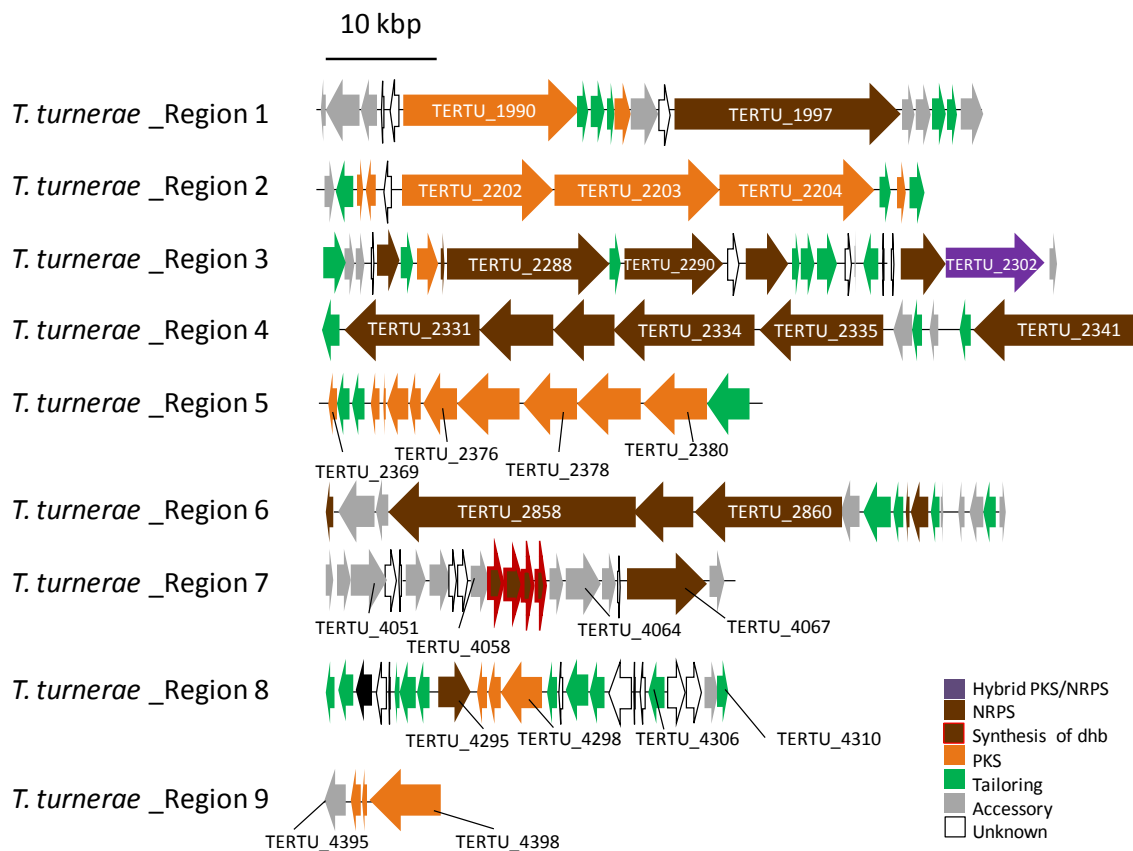 10 kbp
T. turnerae _Region 1
TERTU_1990
TERTU_1997
T. turnerae _Region 2
TERTU_2202
TERTU_2203
TERTU_2204
T. turnerae _Region 3
TERTU_2288
TERTU_2290
TERTU_2302
T. turnerae _Region 4
TERTU_2331
TERTU_2334
TERTU_2335
TERTU_2341
T. turnerae _Region 5
TERTU_2369
TERTU_2376
TERTU_2378
TERTU_2380
T. turnerae _Region 6
TERTU_2858
TERTU_2860
T. turnerae _Region 7
TERTU_4051
TERTU_4058
TERTU_4064
TERTU_4067
T. turnerae _Region 8
TERTU_4295
TERTU_4298
TERTU_4306
TERTU_4310
T. turnerae _Region 9
TERTU_4395
TERTU_4398
Hybrid PKS/NRPS
NRPS
Synthesis of dhb
PKS
Tailoring
Accessory
Unknown